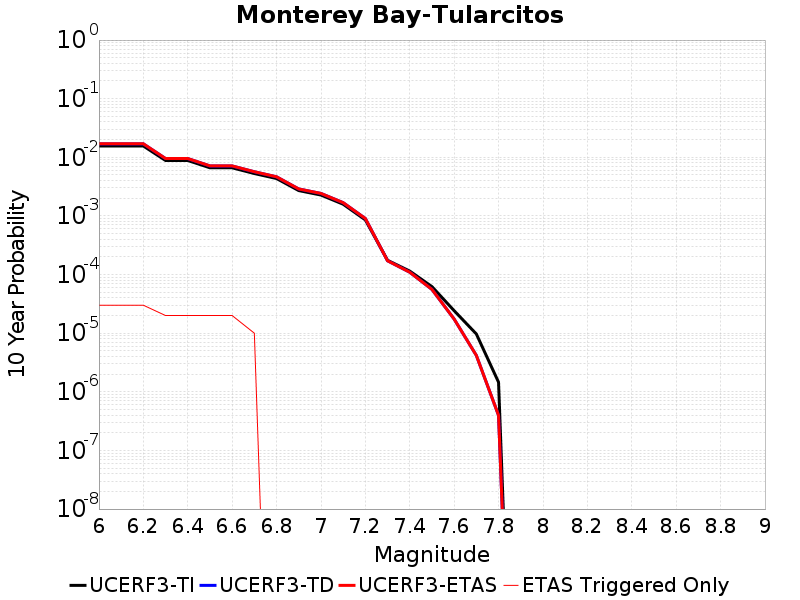 Monterey Bay-Tularcitos
10^0
10^-1
10^-2
10^-3
10^-4
10^-5
10^-6
10^-7
10^-8
10 Year Probability
6 6.2 6.4 6.6 6.8 7 7.2 7.4 7.6 7.8 8 8.2 8.4 8.6 8.8 9
Magnitude
UCERF3-TI UCERF3-TD UCERF3-ETAS ETAS Triggered Only